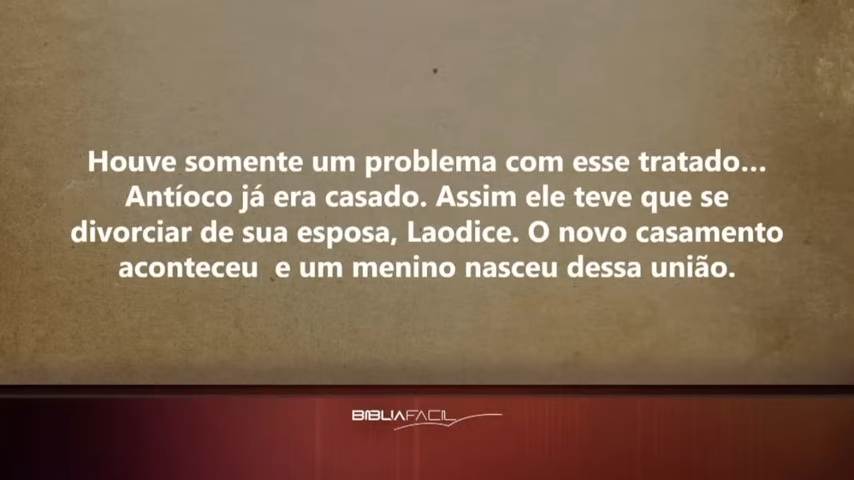 Houve somente um problema com esse tratado...
Antíoco já era casado. Assim ele teve que se
divorciar de sua esposa, Laodice. O novo casamento
aconteceu  e um menino nasceu dessa união.
BIBLIAFACIL